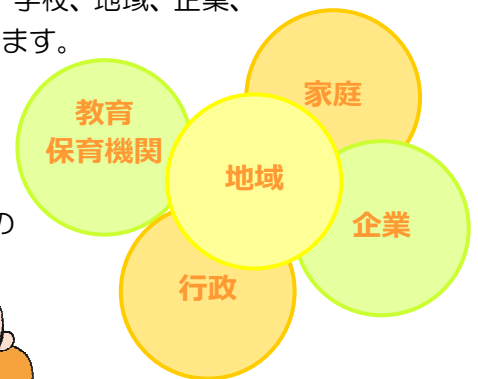 学校、地域、企業、
ます。
教育
保育機関
家庭
地域
企業
の
行政